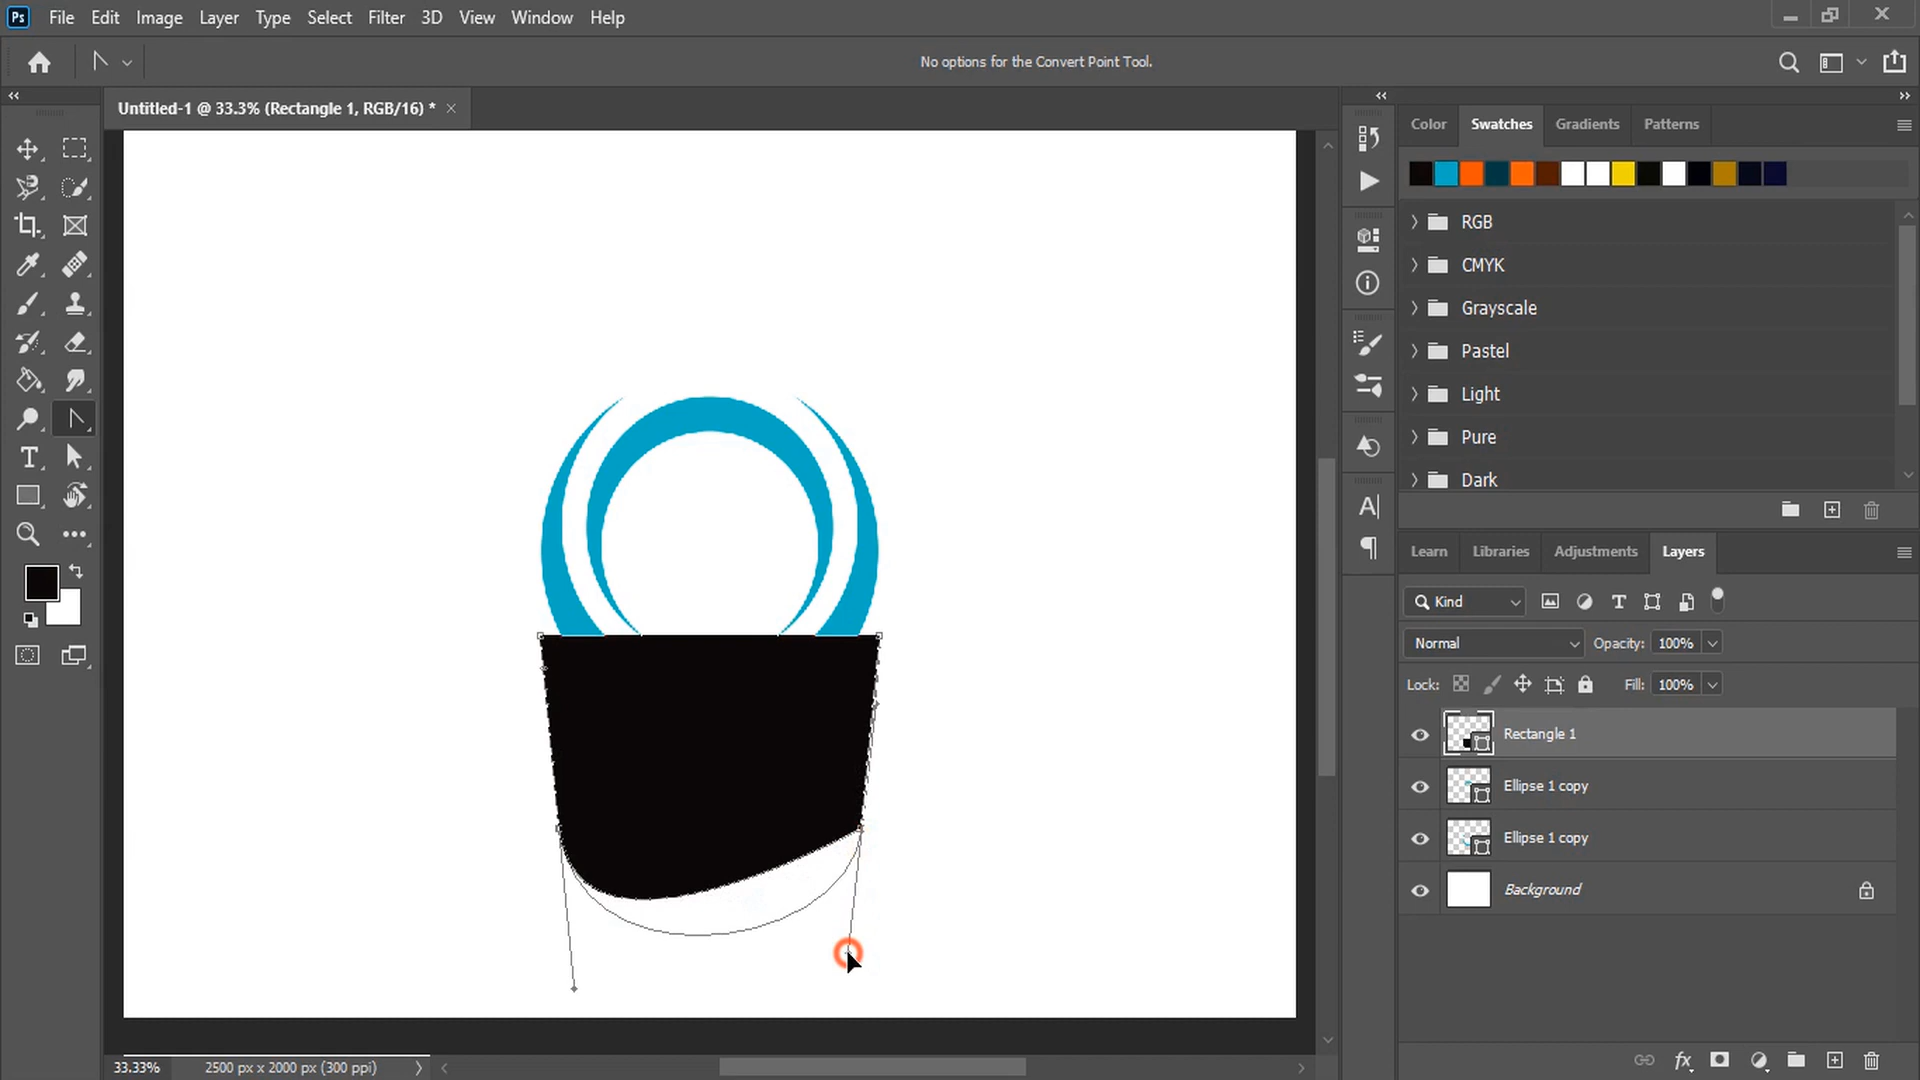 Ps File Edit Image Layer Type Select Filter 3D View Window Help
No options for the Convert Point Tool.
Untitled-1 @ 33.3% (Rectangle 1, RGB/16) *
Color Swatches Gradients Patterns
RGB
CMYK
Grayscale
Pastel
Light
Pure
Dark
Learn Libraries Adjustments Layers
Kind
Normal Opacity: 100%
Lock: Fill: 100%
Rectangle 1
Ellipse 1 copy
Ellipse 1 copy
Background
33.33% 2500 px x 2000 px (300 ppi)